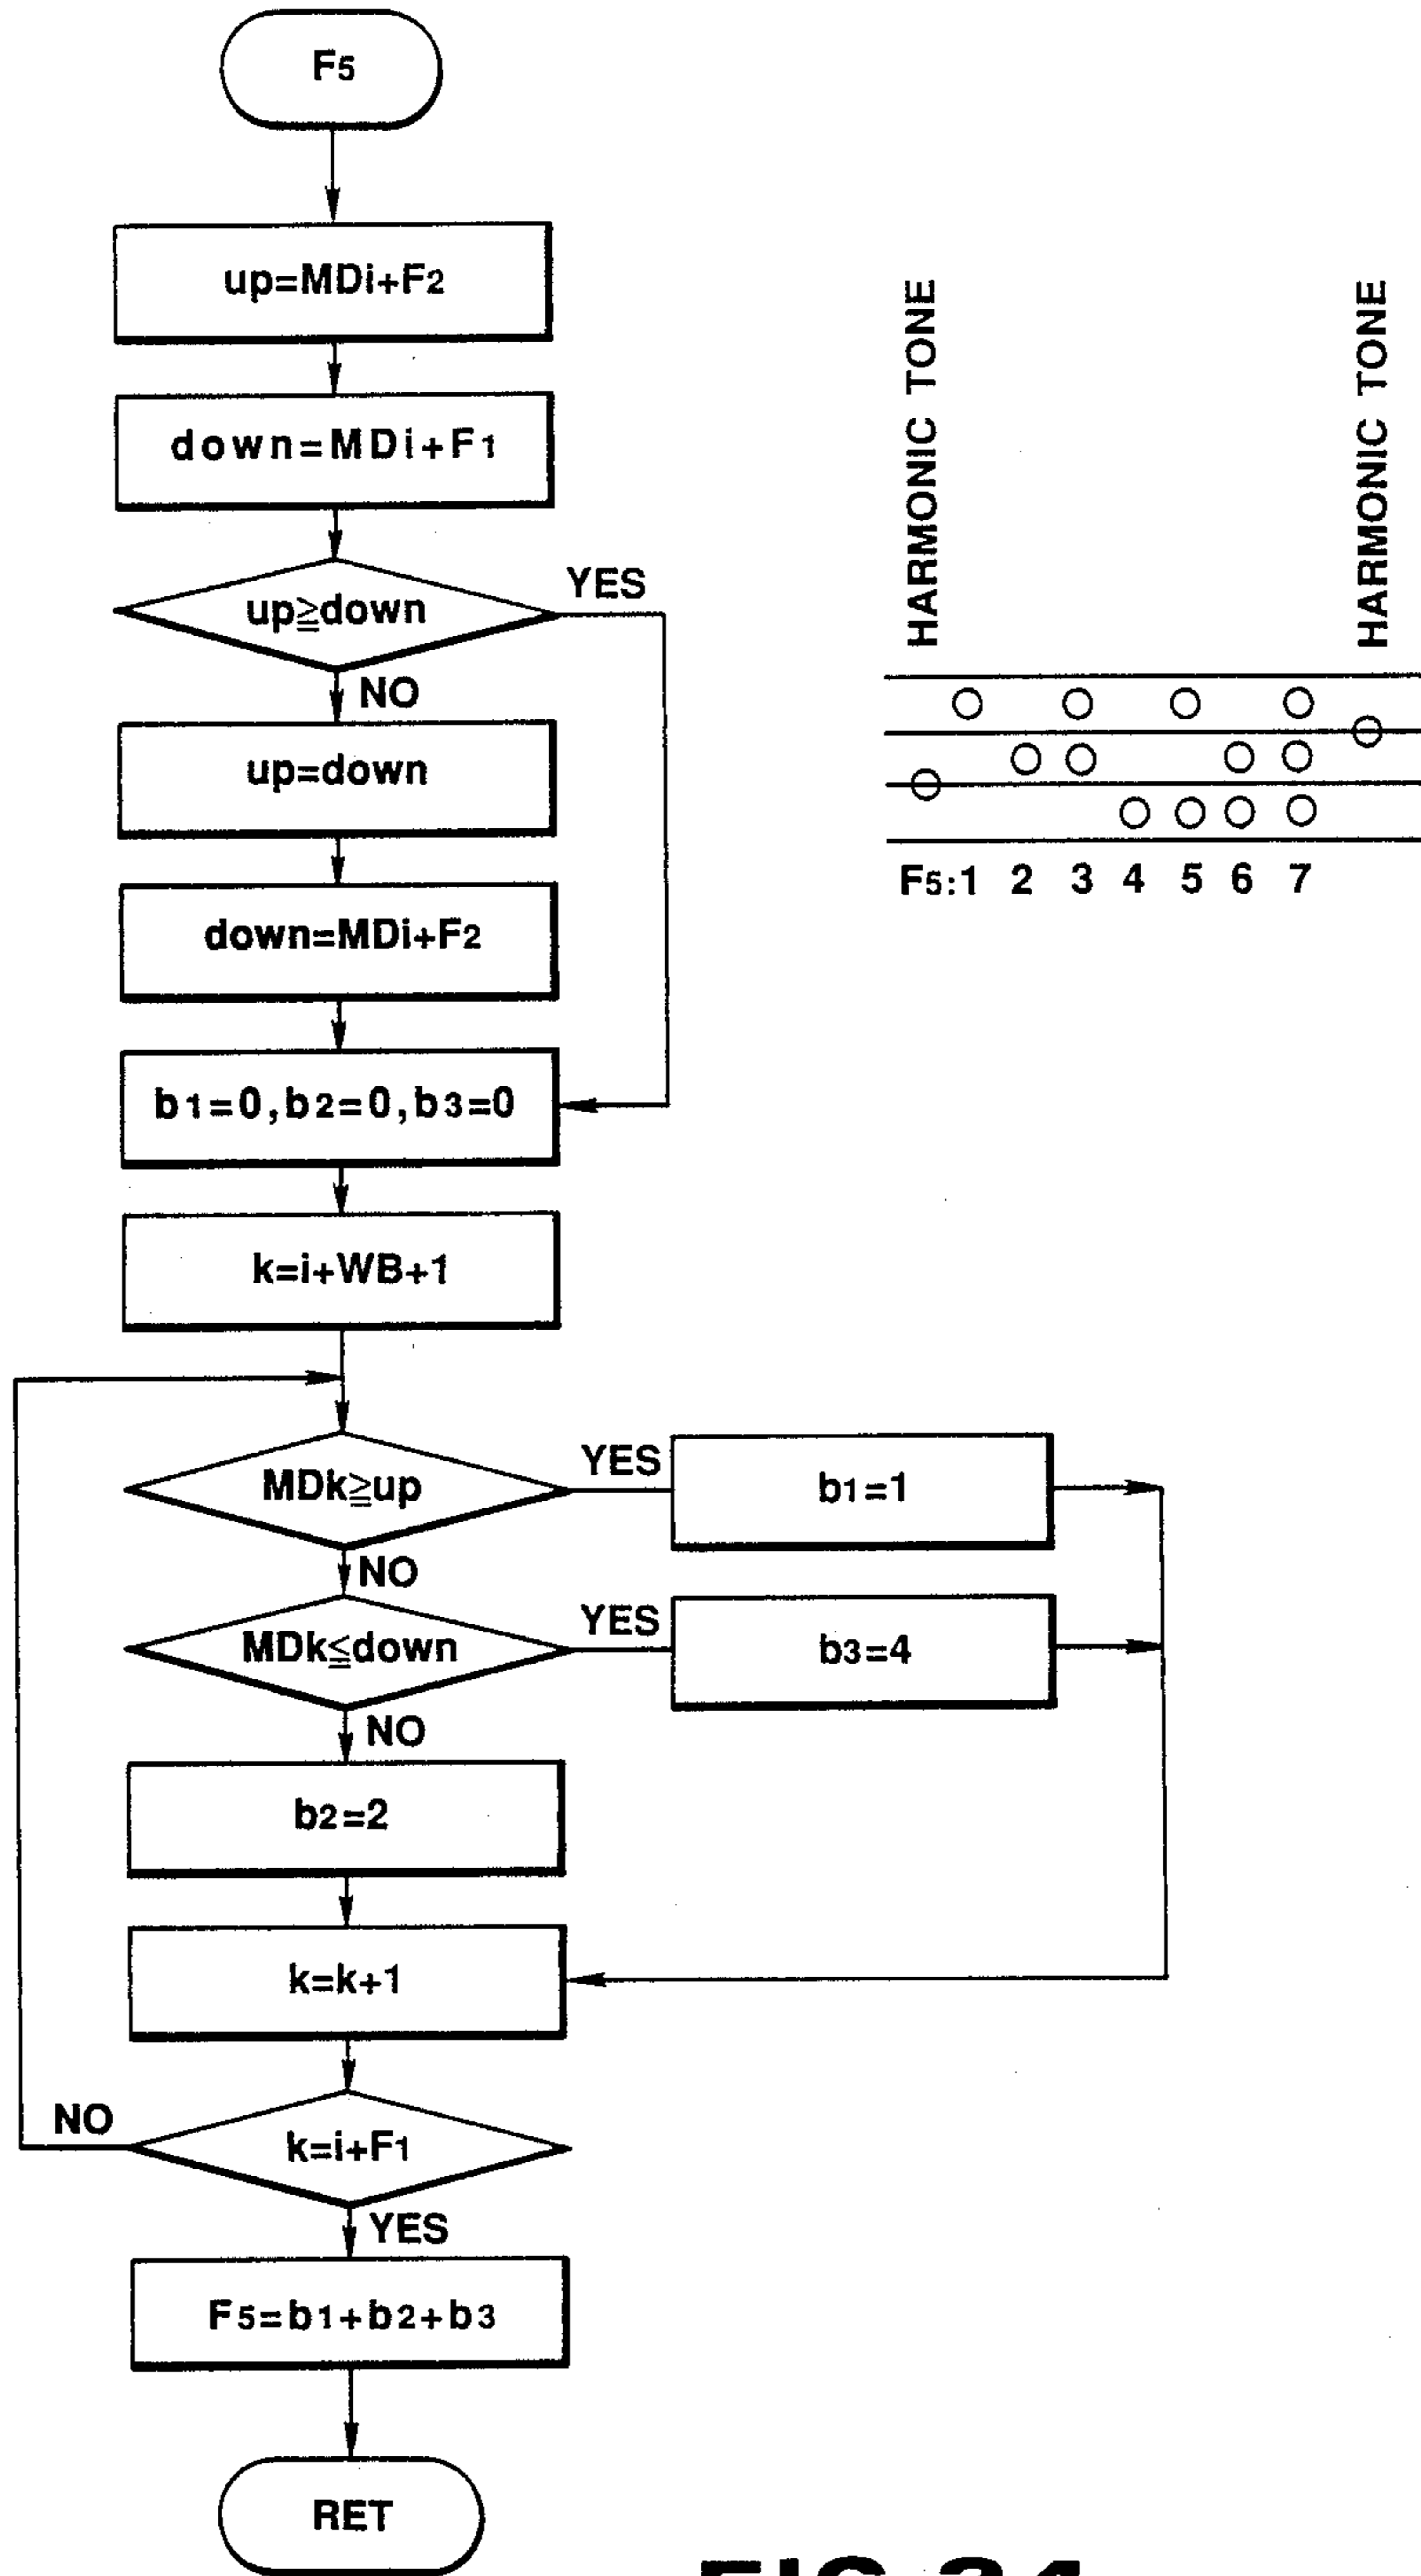 F5
up=MDi+F2
down=MDi+F1
up≧down
YES
NO
up=down
down=MDi+F2
b1=0,b2=0,b3=0
k=i+WB+1
MDk≧up
YES
b1=1
NO
MDk≦down
YES
b3=4
NO
b2=2
k=k+1
k=i+F1
NO
YES
F5=b1+b2+b3
RET
HARMONIC TONE
HARMONIC TONE
F5:1 2 3 4 5 6 7